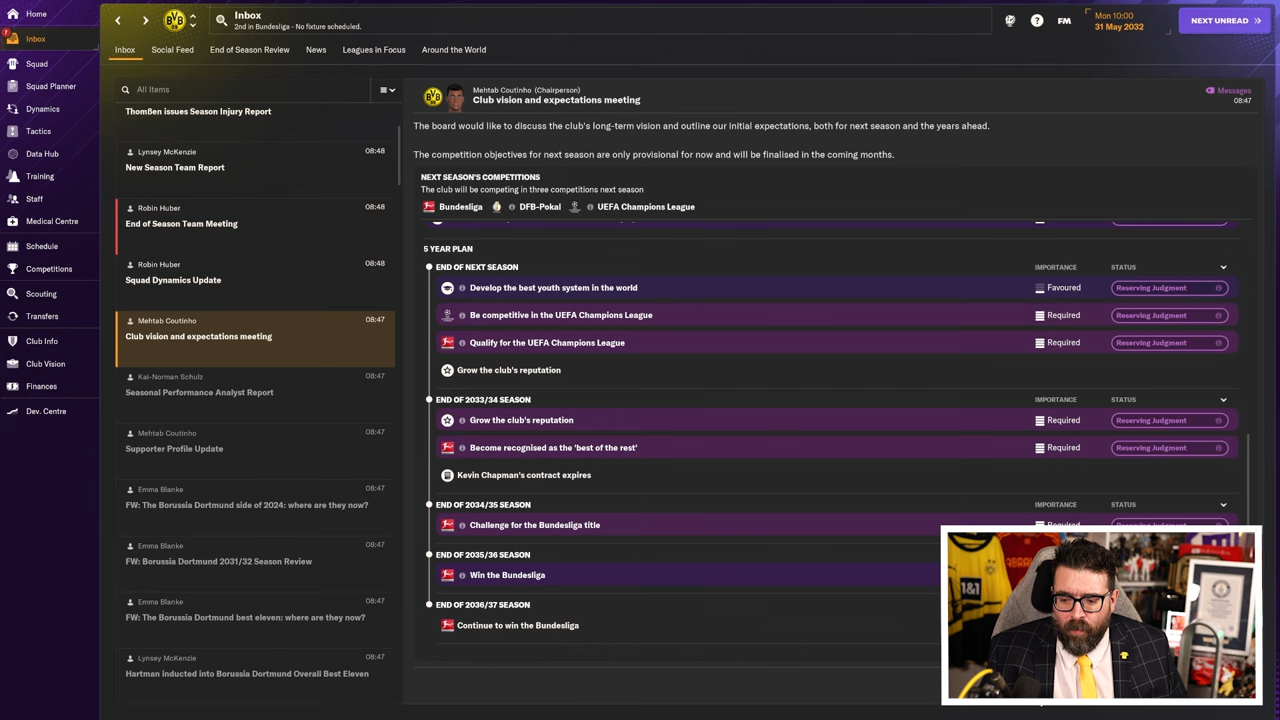 Home
Inbox
Squad
Squad Planner
Dynamics
Tactics
Data Hub
Training
Staff
Medical Centre
Schedule
Competitions
Scouting
Transfers
Club Info
Club Vision
Finances
Dev. Centre
BVB 09
Inbox
2nd in Bundesliga - No fixture scheduled.
?
FM
Mon 10:00
31 May 2032
NEXT UNREAD
Inbox
Social Feed
End of Season Review
News
Leagues in Focus
Around the World
All Items
Thomßen issues Season Injury Report
Lynsey McKenzie 08:48
New Season Team Report
Robin Huber 08:48
End of Season Team Meeting
Robin Huber 08:48
Squad Dynamics Update
Mehtab Coutinho 08:47
Club vision and expectations meeting
Kai-Norman Schulz 08:47
Seasonal Performance Analyst Report
Mehtab Coutinho 08:47
Supporter Profile Update
Emma Blanke 08:47
FW: The Borussia Dortmund side of 2024: where are they now?
Emma Blanke 08:47
FW: Borussia Dortmund 2031/32 Season Review
Emma Blanke 08:47
FW: The Borussia Dortmund best eleven: where are they now?
Lynsey McKenzie 08:47
Hartman inducted into Borussia Dortmund Overall Best Eleven
Mehtab Coutinho (Chairperson)
Club vision and expectations meeting
Messages
08:47
The board would like to discuss the club's long-term vision and outline our initial expectations, both for next season and the years ahead.
The competition objectives for next season are only provisional for now and will be finalised in the coming months.
NEXT SEASON'S COMPETITIONS
The club will be competing in three competitions next season
Bundesliga DFB-Pokal UEFA Champions League
5 YEAR PLAN
END OF NEXT SEASON IMPORTANCE STATUS
Develop the best youth system in the world Favoured Reserving Judgment
Be competitive in the UEFA Champions League Required Reserving Judgment
Qualify for the UEFA Champions League Required Reserving Judgment
Grow the club's reputation
END OF 2033/34 SEASON IMPORTANCE STATUS
Grow the club's reputation Required Reserving Judgment
Become recognised as the 'best of the rest' Required Reserving Judgment
Kevin Chapman's contract expires
END OF 2034/35 SEASON IMPORTANCE STATUS
Challenge for the Bundesliga title Required Reserving Judgment
END OF 2035/36 SEASON
Win the Bundesliga
END OF 2036/37 SEASON
Continue to win the Bundesliga
1&1